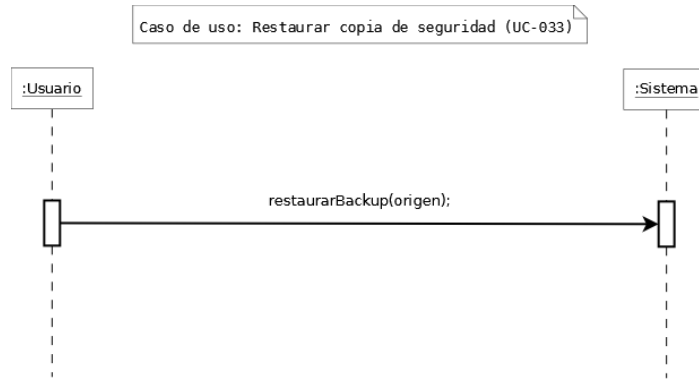 Caso de uso: Restaurar copia de seguridad (UC-033)
:Usuario
:Sistema
restaurarBackup(origen);